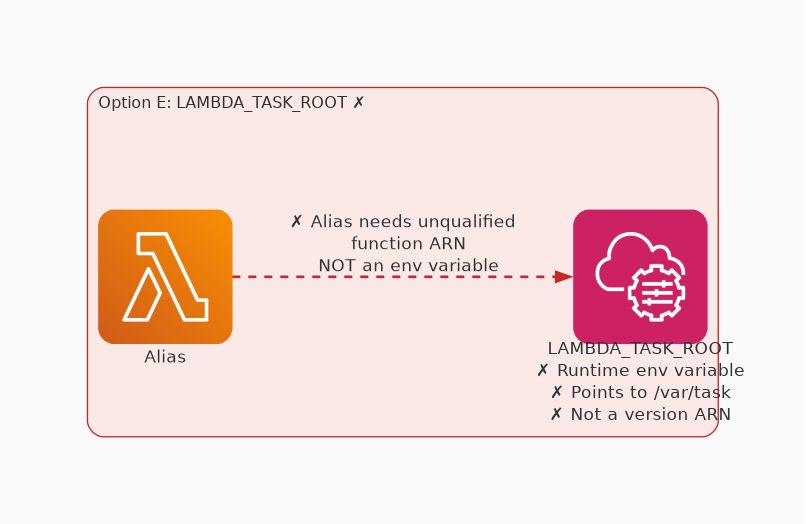 Option E: LAMBDA_TASK_ROOT ✗
✗ Alias needs unqualified
function ARN
NOT an env variable
Alias
LAMBDA_TASK_ROOT
✗ Runtime env variable
✗ Points to /var/task
✗ Not a version ARN